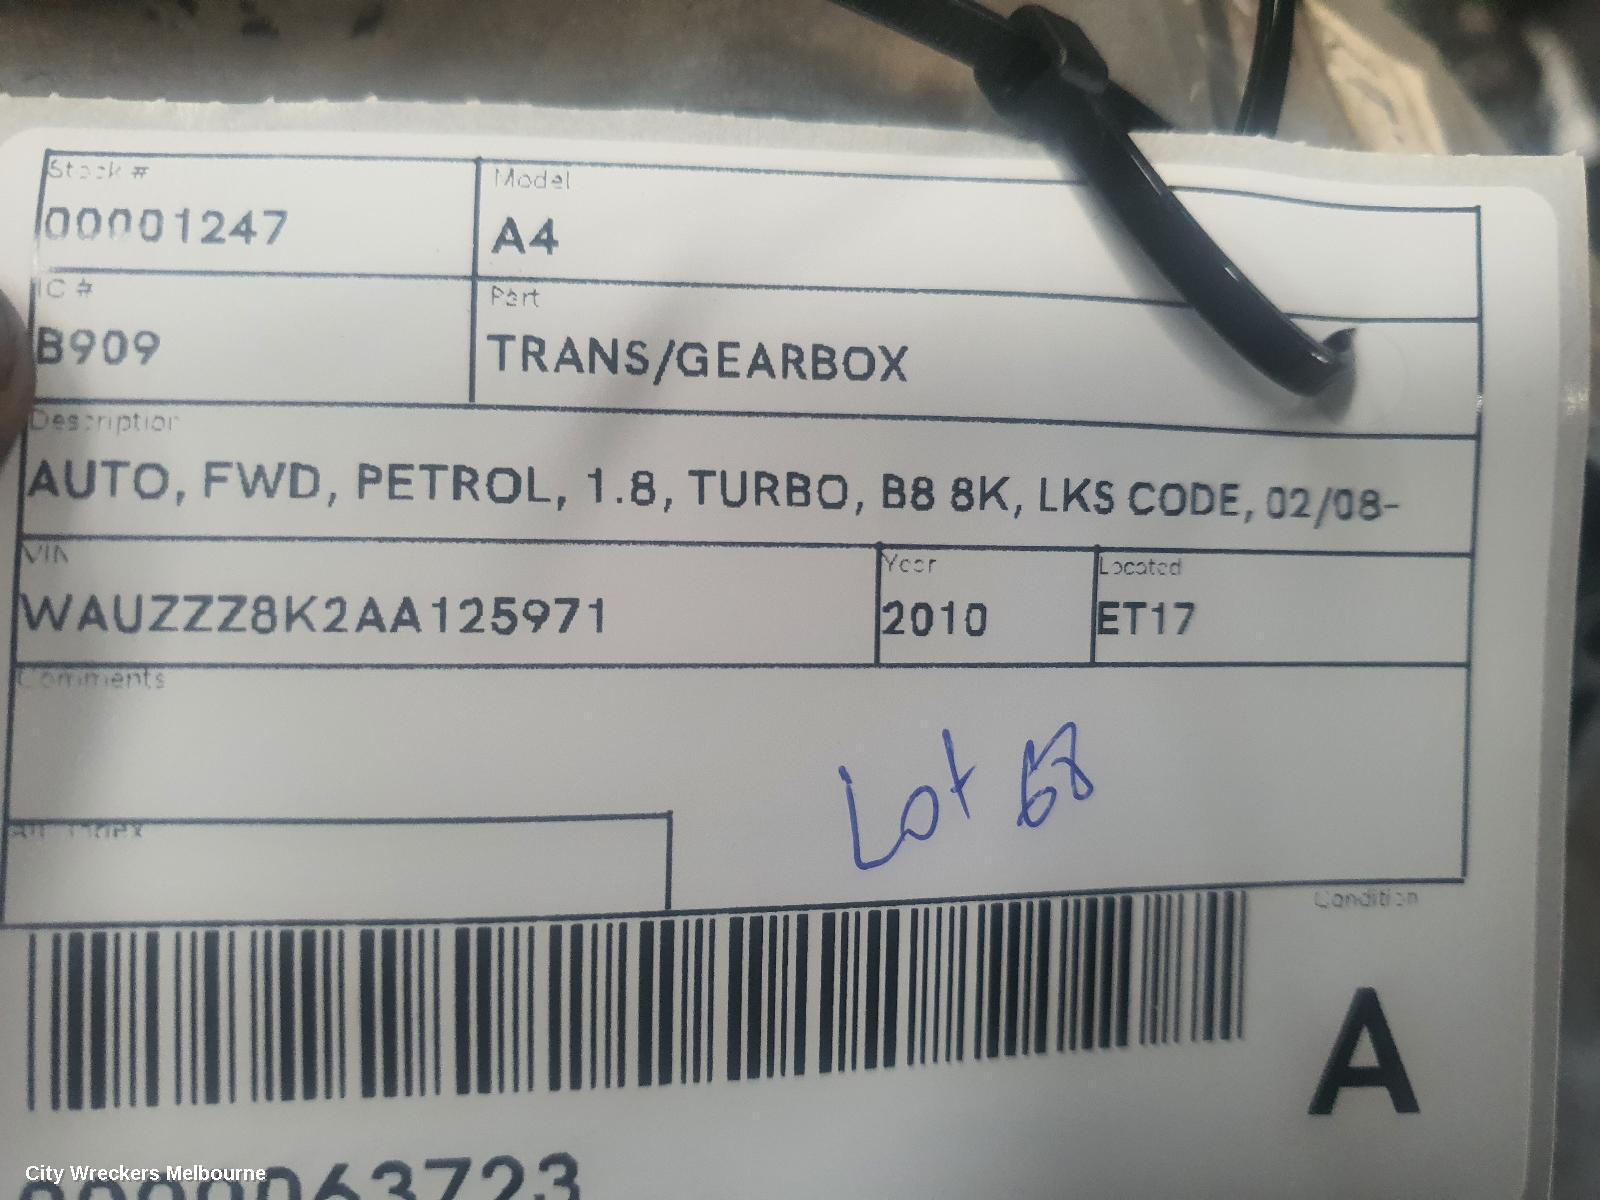 Stock #
00001247
Model
A4
IC #
B909
Part
TRANS/GEARBOX
Description
AUTO, FWD, PETROL, 1.8, TURBO, B8 8K, LKS CODE, 02/08-
VIN
WAUZZZ8K2AA125971
Year
2010
Located
ET17
Comments
Lot 68
Condition
A
City Wreckers Melbourne